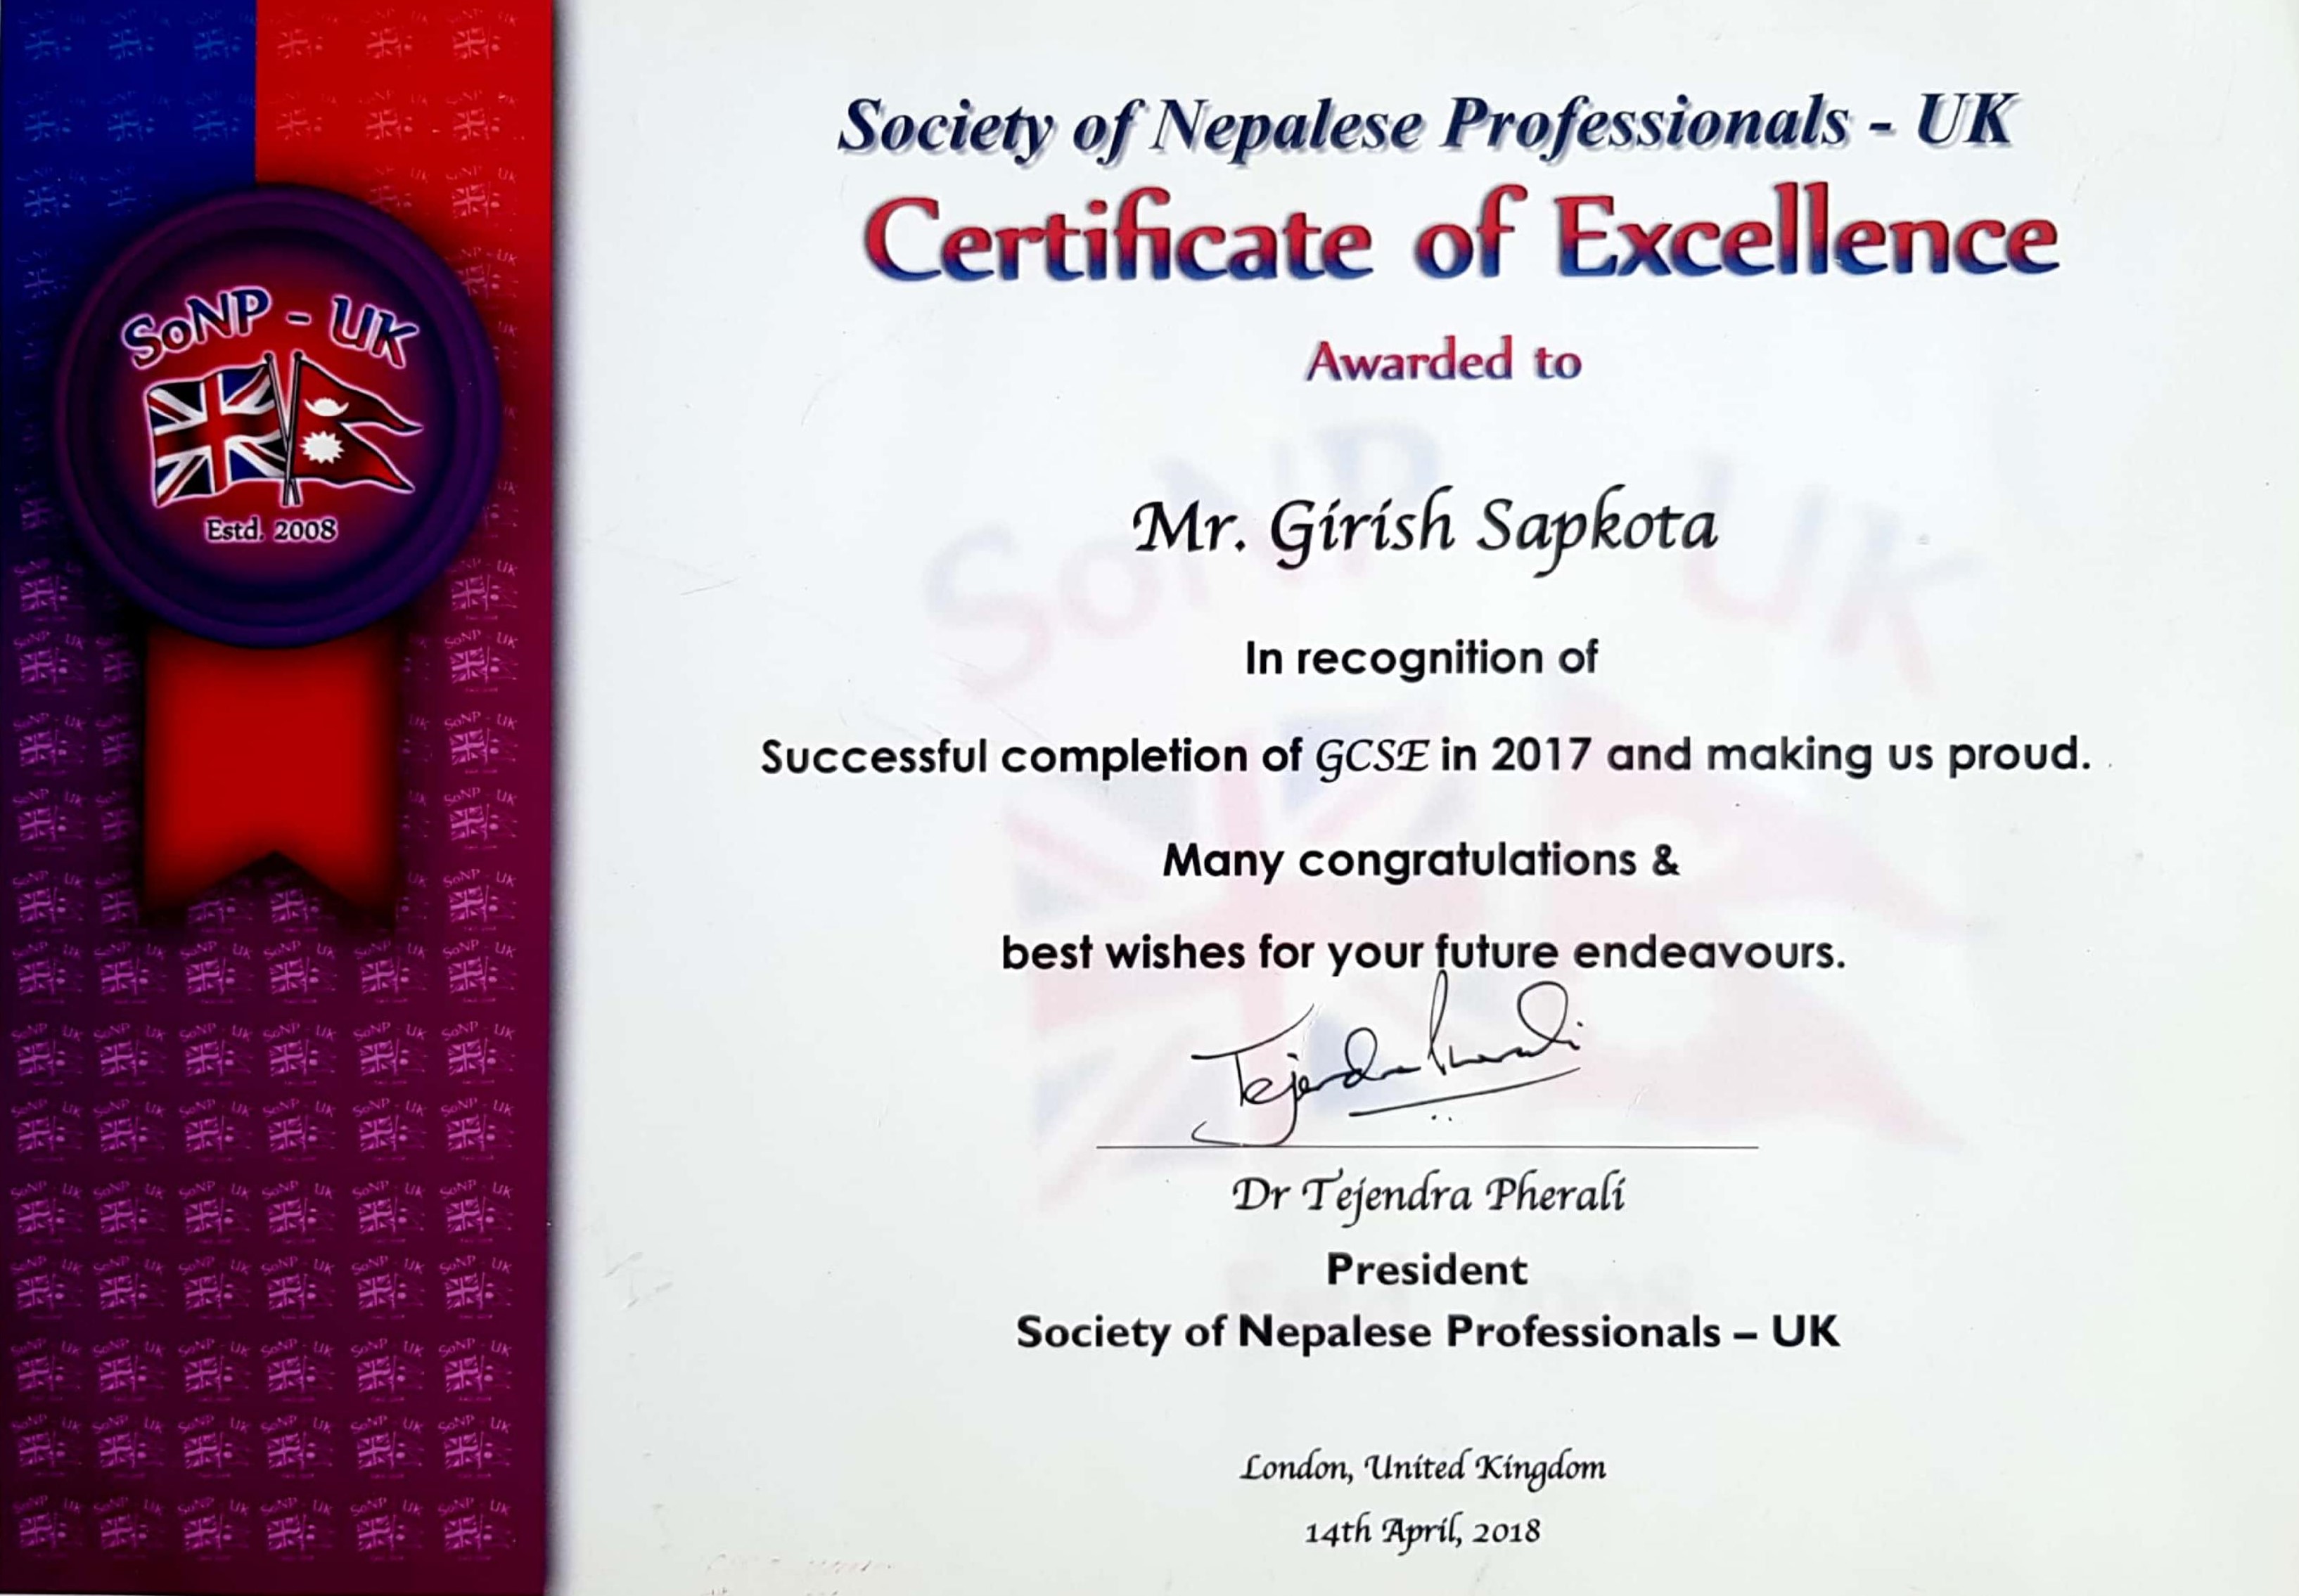 Society of Nepalese Professionals - UK
Certificate of Excellence
Awarded to
SoNP - UK
Estd. 2008
Mr. Girish Sapkota
In recognition of
Successful completion of GCSE in 2017 and making us proud.
Many congratulations &
best wishes for your future endeavours.
Tejendra Pherali
Dr Tejendra Pherali
President
Society of Nepalese Professionals – UK
London, United Kingdom
14th April, 2018